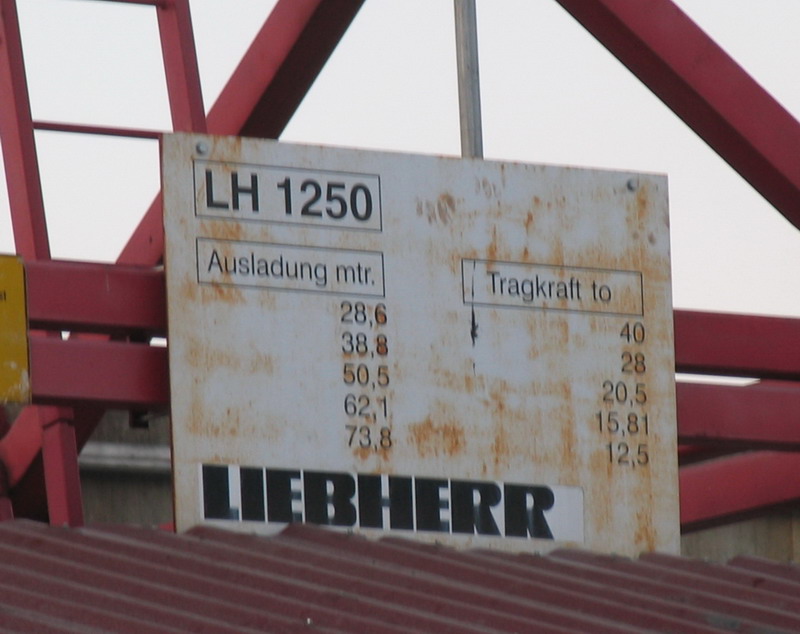 LH 1250
Ausladung mtr. Tragkraft to
28,6 40
38,8 28
50,5 20,5
62,1 15,81
73,8 12,5
LIEBHERR